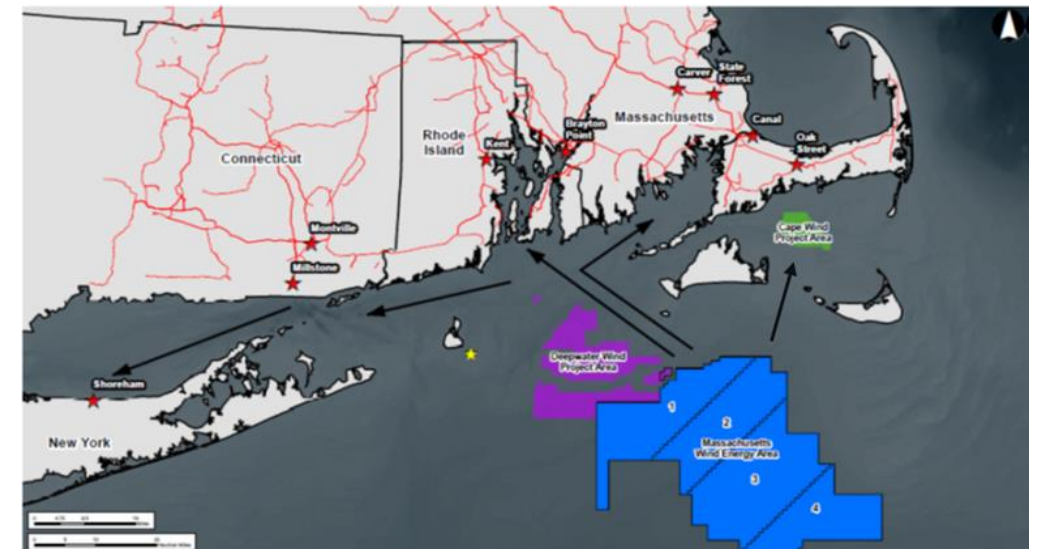 Carver
State
Forest
Massachusetts
Brayton
Point
Canal
Rhode
Island
Kent
Oak
Street
Connecticut
Cape Wind
Project Area
Montville
Millstone
Deepwater Wind
Project Area
Shoreham
New York
1
2
Massachusetts
Wind Energy Area
3
4